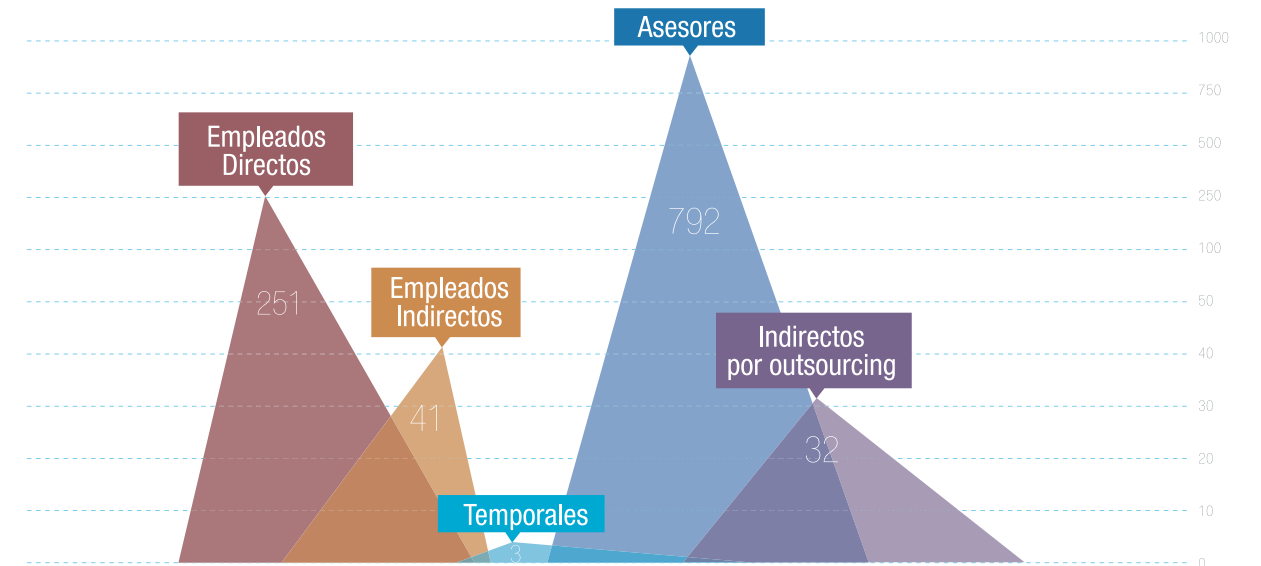 Asesores
1000
750
Empleados
Directos
500
250
792
100
Empleados
Indirectos
251
50
Indirectos
por outsourcing
40
41
30
32
20
Temporales
10
3
0